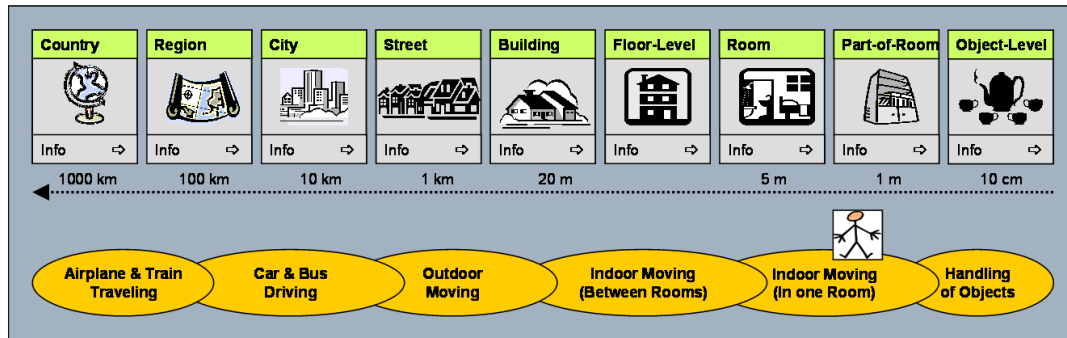 Country Region City Street Building Floor-Level Room Part-of-Room Object-Level
Info Info Info Info Info Info Info Info Info
1000 km 100 km 10 km 1 km 20 m 5 m 1 m 10 cm
Airplane & Train Car & Bus Outdoor Indoor Moving Indoor Moving Handling
Traveling Driving Moving (Between Rooms) (In one Room) of Objects